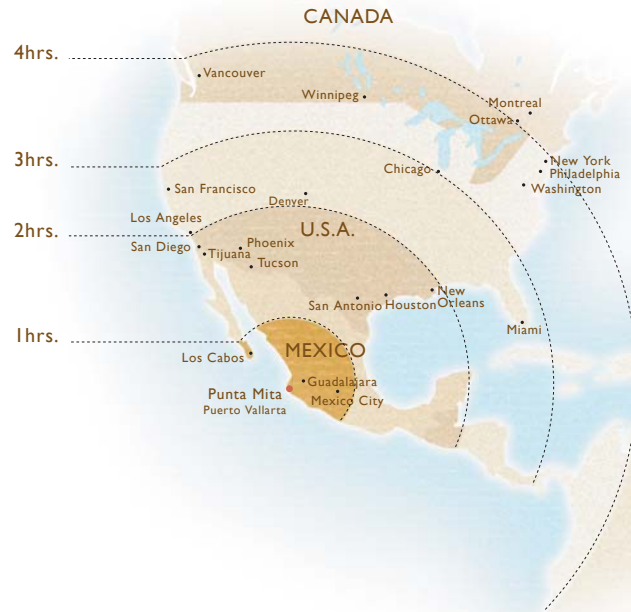 CANADA
4hrs.
Vancouver
Winnipeg
Montreal
Ottawa
3hrs.
New York
Philadelphia
Chicago
Washington
San Francisco
Denver
Los Angeles
2hrs.
U.S.A.
San Diego
Phoenix
Tijuana
Tucson
New
Orleans
San Antonio
Houston
Miami
1hrs.
MEXICO
Los Cabos
Guadalajara
Punta Mita
Mexico City
Puerto Vallarta